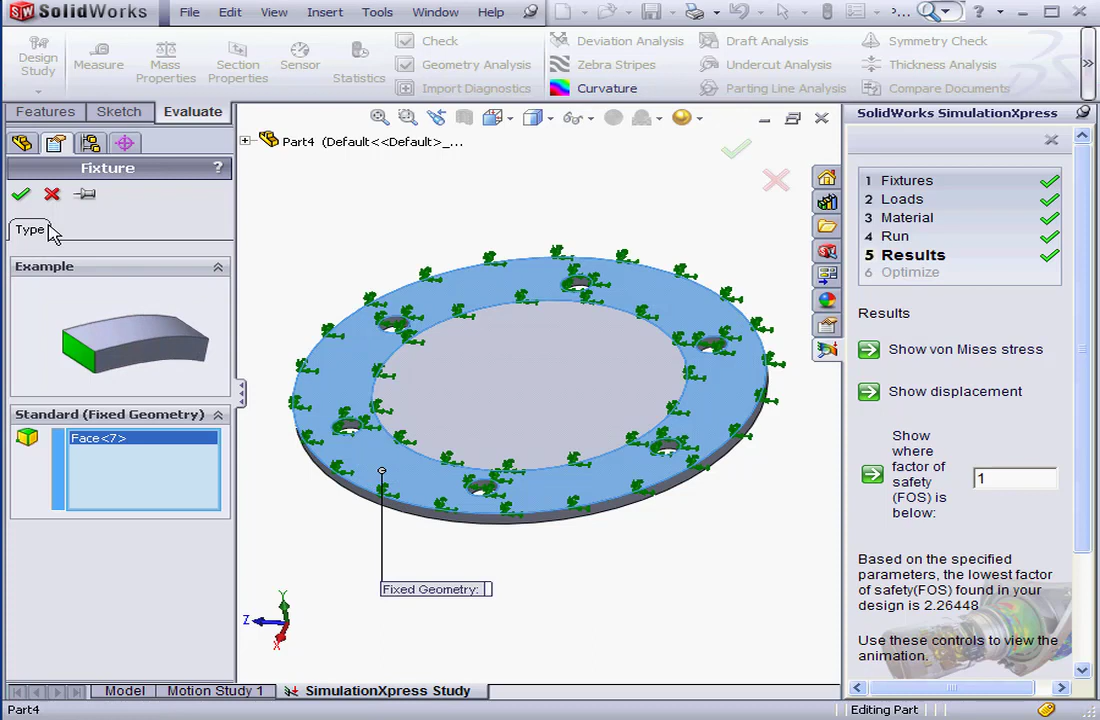 SolidWorks File Edit View Insert Tools Window Help ?
Design Study
Measure
Mass Properties
Section Properties
Sensor
Statistics
Check
Geometry Analysis
Import Diagnostics
Deviation Analysis
Zebra Stripes
Curvature
Draft Analysis
Undercut Analysis
Parting Line Analysis
Symmetry Check
Thickness Analysis
Compare Documents
Features Sketch Evaluate
Fixture ?
Type
Example
Standard (Fixed Geometry)
Face<7>
Part4 (Default<<Default>_...
Fixed Geometry:
Y
Z
X
SolidWorks SimulationXpress
1 Fixtures
2 Loads
3 Material
4 Run
5 Results
6 Optimize
Results
Show von Mises stress
Show displacement
Show
where
factor of
safety
(FOS) is
below:
1
Based on the specified
parameters, the lowest factor
of safety(FOS) found in your
design is 2.26448
Use these controls to view the
animation.
Model Motion Study 1 SimulationXpress Study
Part4 Editing Part